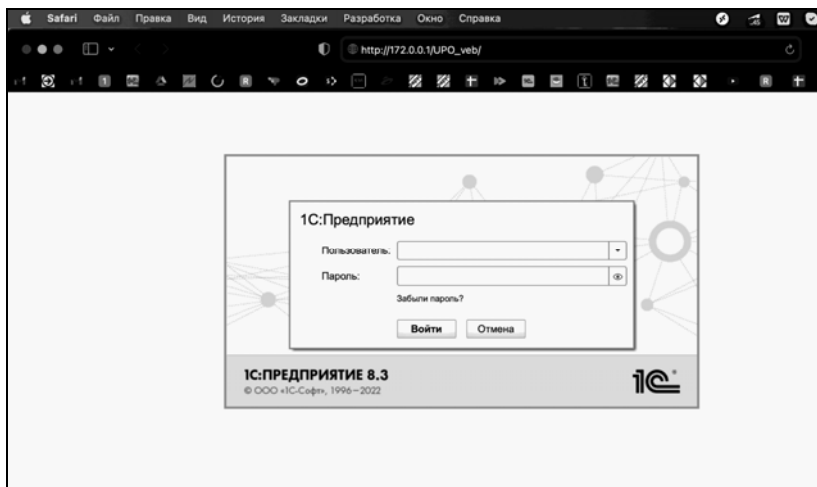 Safari Файл Правка Вид История Закладки Разработка Окно Справка
http://172.0.0.1/UPO_veb/
1С:Предприятие
Пользователь:
Пароль:
Забыли пароль?
Войти Отмена
1С:ПРЕДПРИЯТИЕ 8.3
© ООО «1С-Софт», 1996–2022
1С